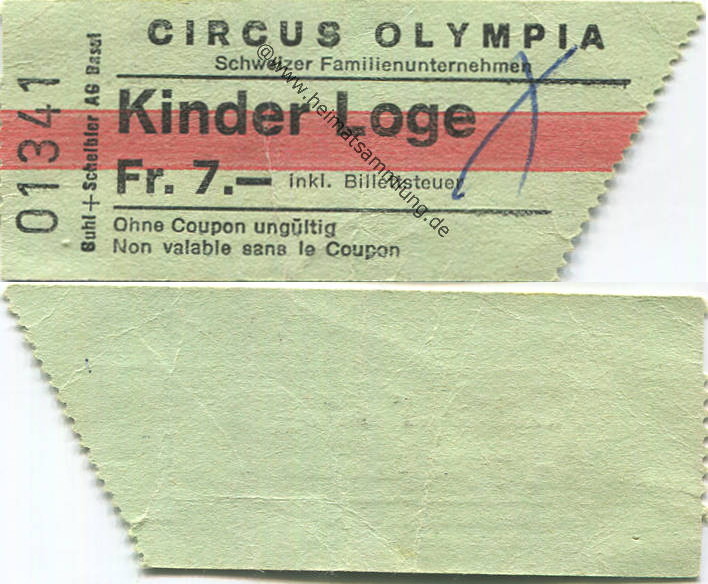 CIRCUS OLYMPIA
Schweizer Familienunternehmen
Kinder Loge
Fr. 7.— inkl. Billettsteuer
Ohne Coupon ungültig
Non valable sans le Coupon
01341
Buhl + Scheibler AG Basel
@www.heimatsammlung.de